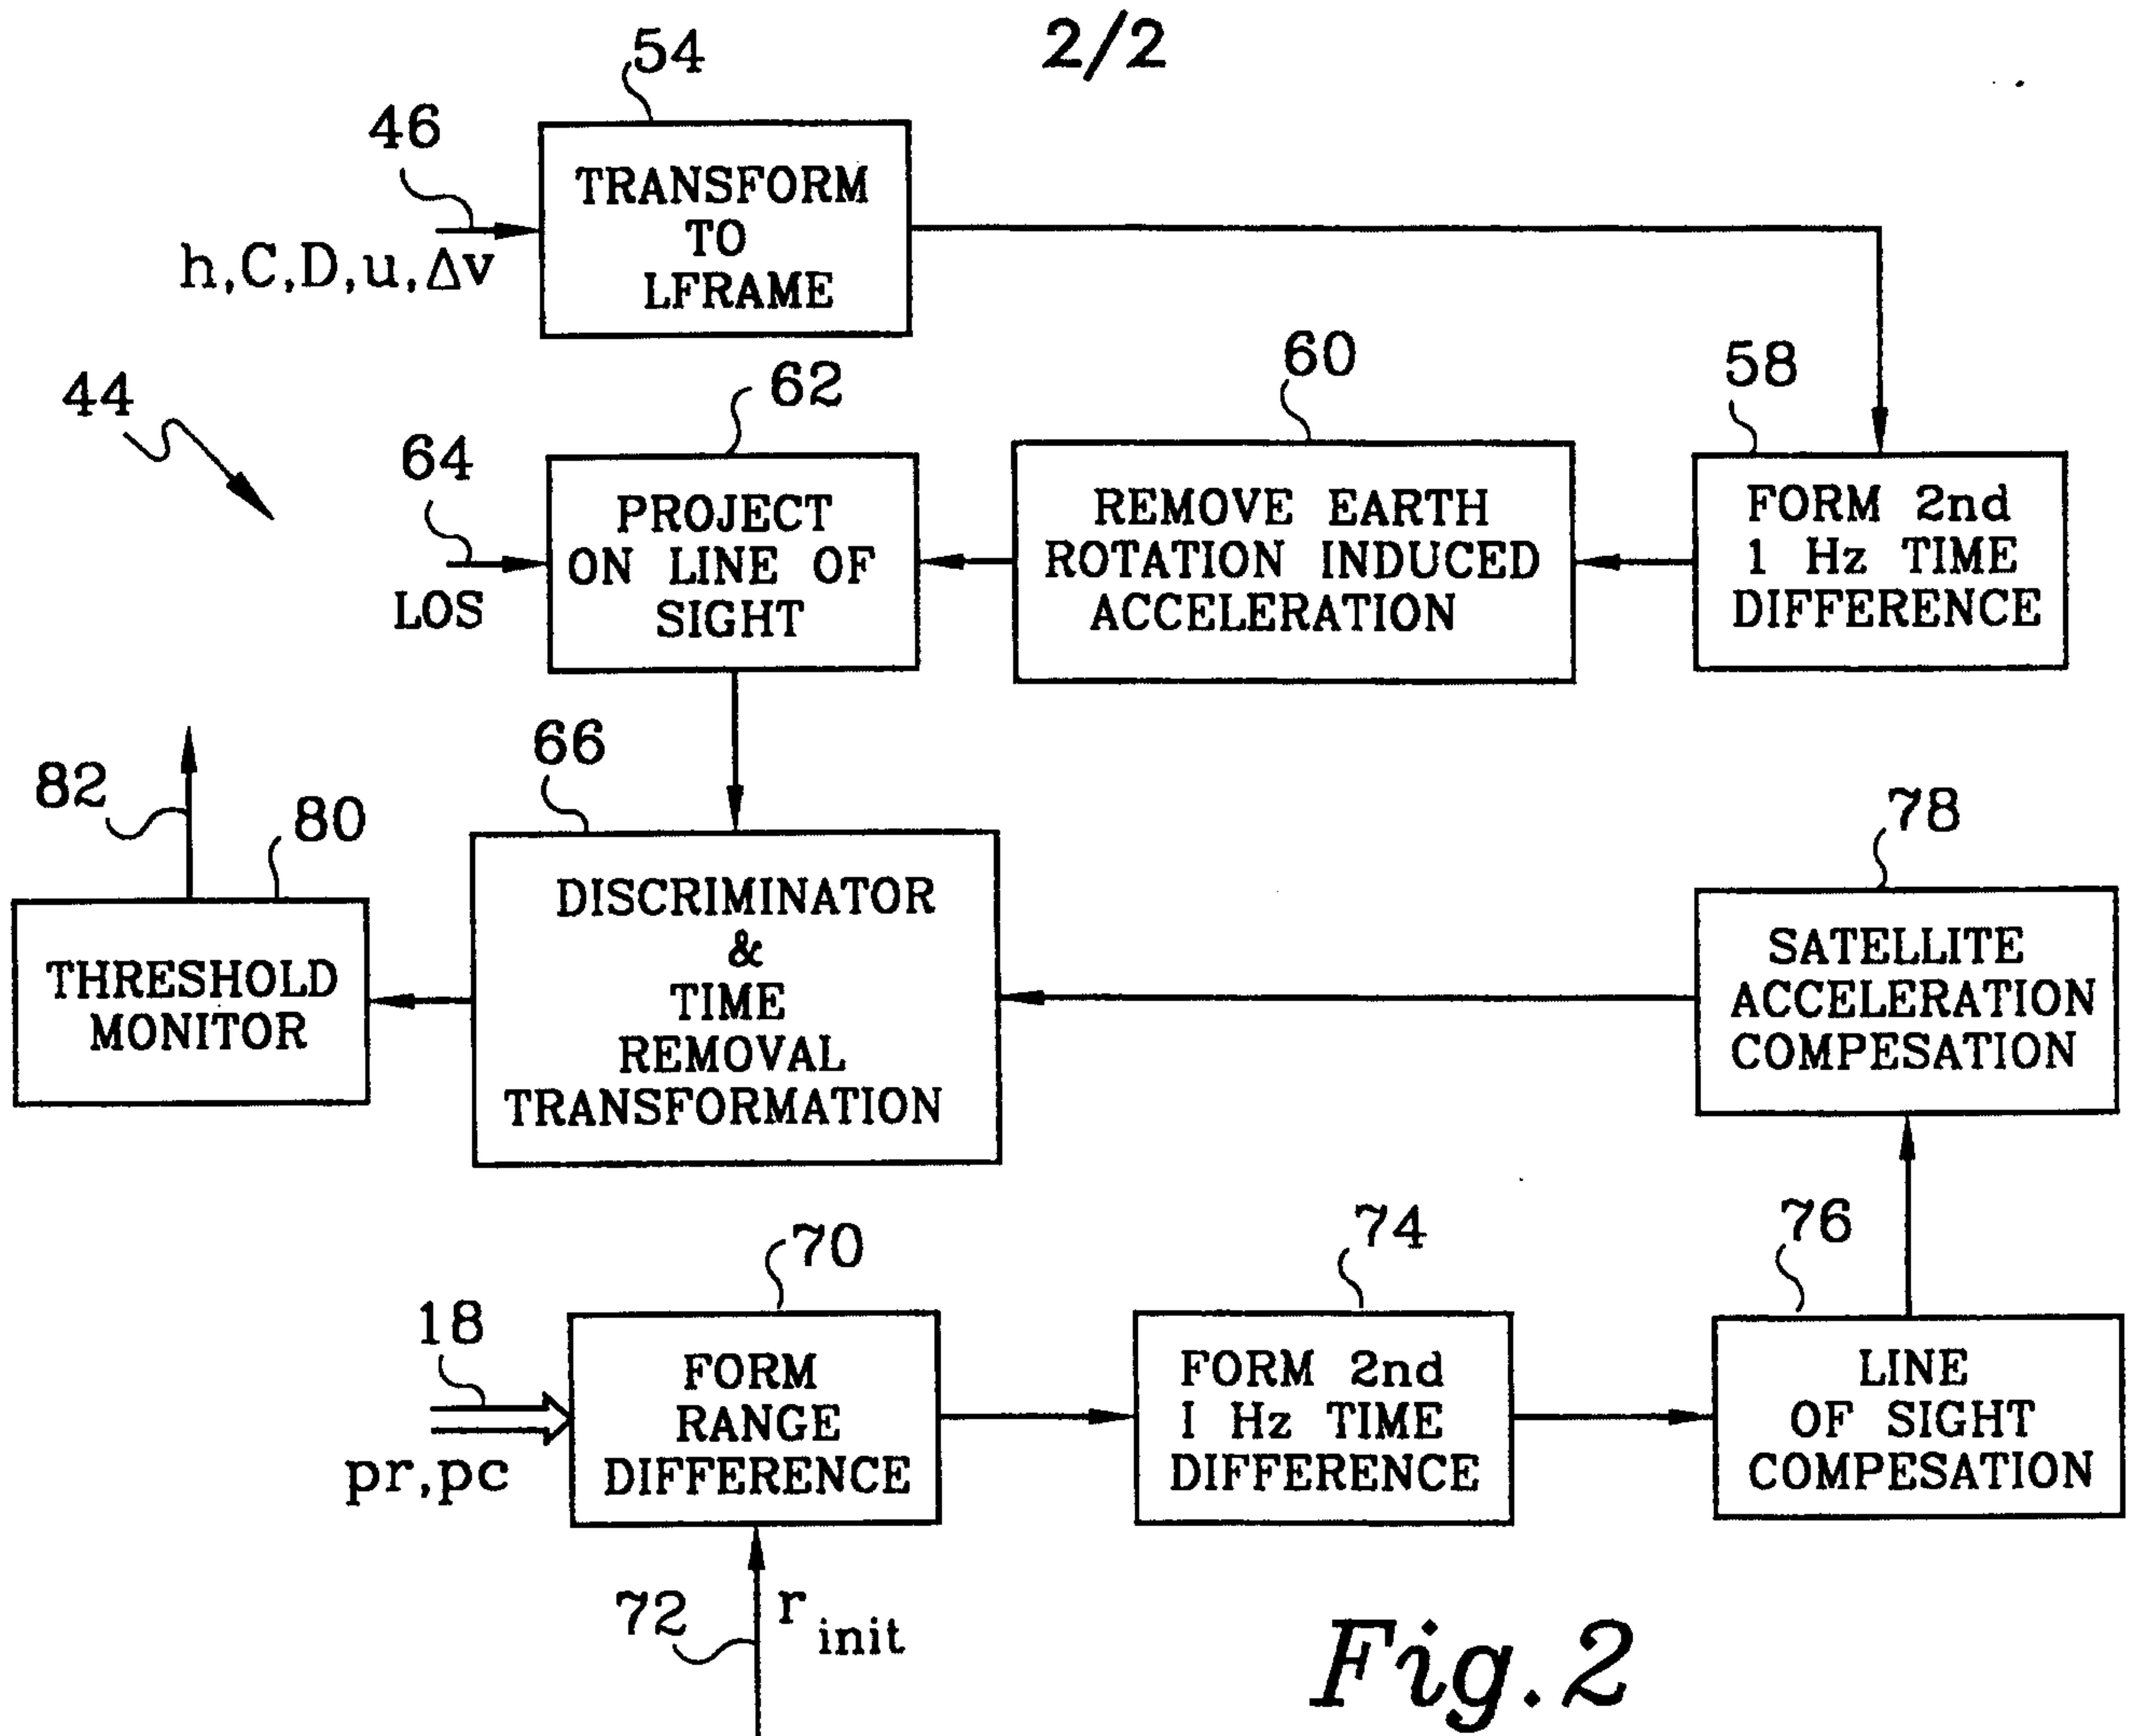 2/2
54
46
TRANSFORM
TO
LFRAME
h,C,D,u,Δv
44
62
60
58
64
PROJECT
ON LINE OF
SIGHT
LOS
REMOVE EARTH
ROTATION INDUCED
ACCELERATION
FORM 2nd
1 Hz TIME
DIFFERENCE
82
80
66
78
THRESHOLD
MONITOR
DISCRIMINATOR
&
TIME
REMOVAL
TRANSFORMATION
SATELLITE
ACCELERATION
COMPESATION
70
74
76
18
pr,pc
FORM
RANGE
DIFFERENCE
FORM 2nd
1 Hz TIME
DIFFERENCE
LINE
OF SIGHT
COMPESATION
72
r init
Fig.2